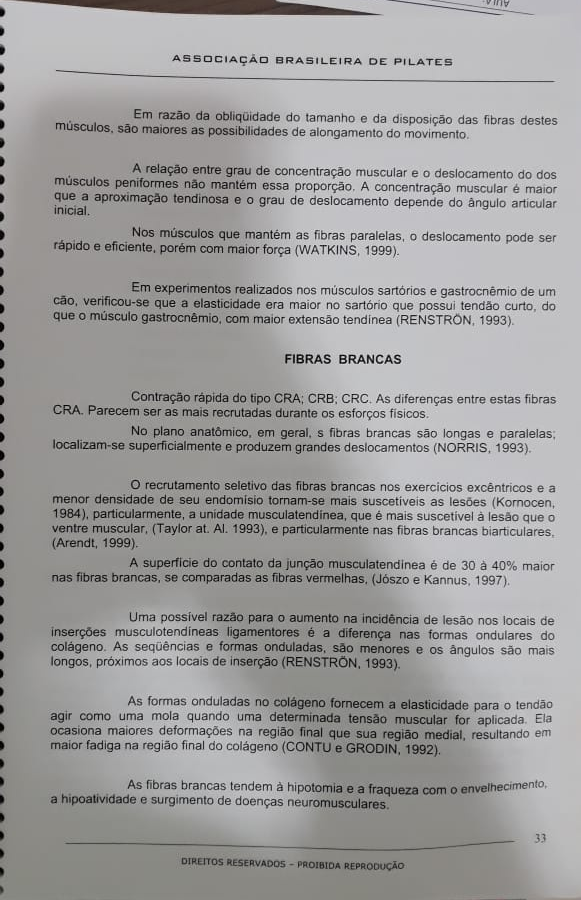 AULA:
ASSOCIAÇÃO BRASILEIRA DE PILATES
Em razão da obliqüidade do tamanho e da disposição das fibras destes
músculos, são maiores as possibilidades de alongamento do movimento.
A relação entre grau de concentração muscular e o deslocamento do dos
músculos peniformes não mantém essa proporção. A concentração muscular é maior
que a aproximação tendinosa e o grau de deslocamento depende do ângulo articular
inicial.
Nos músculos que mantém as fibras paralelas, o deslocamento pode ser
rápido e eficiente, porém com maior força (WATKINS, 1999).
Em experimentos realizados nos músculos sartórios e gastrocnêmio de um
cão, verificou-se que a elasticidade era maior no sartório que possui tendão curto, do
que o músculo gastrocnêmio, com maior extensão tendínea (RENSTRÖN, 1993).
FIBRAS BRANCAS
Contração rápida do tipo CRA; CRB; CRC. As diferenças entre estas fibras
CRA. Parecem ser as mais recrutadas durante os esforços físicos.
No plano anatômico, em geral, s fibras brancas são longas e paralelas;
localizam-se superficialmente e produzem grandes deslocamentos (NORRIS, 1993).
O recrutamento seletivo das fibras brancas nos exercícios excêntricos e a
menor densidade de seu endomísio tornam-se mais suscetíveis as lesões (Kornocen,
1984), particularmente, a unidade musculatendínea, que é mais suscetível à lesão que o
ventre muscular, (Taylor at. Al. 1993), e particularmente nas fibras brancas biarticulares,
(Arendt, 1999).
A superfície do contato da junção musculatendínea é de 30 à 40% maior
nas fibras brancas, se comparadas as fibras vermelhas, (Jószo e Kannus, 1997).
Uma possível razão para o aumento na incidência de lesão nos locais de
inserções musculotendíneas ligamentores é a diferença nas formas ondulares do
colágeno. As seqüências e formas onduladas, são menores e os ângulos são mais
longos, próximos aos locais de inserção (RENSTRÖN, 1993).
As formas onduladas no colágeno fornecem a elasticidade para o tendão
agir como uma mola quando uma determinada tensão muscular for aplicada. Ela
ocasiona maiores deformações na região final que sua região medial, resultando em
maior fadiga na região final do colágeno (CONTU e GRODIN, 1992).
As fibras brancas tendem à hipotomia e a fraqueza com o envelhecimento,
a hipoatividade e surgimento de doenças neuromusculares.
33
DIREITOS RESERVADOS – PROIBIDA REPRODUÇÃO